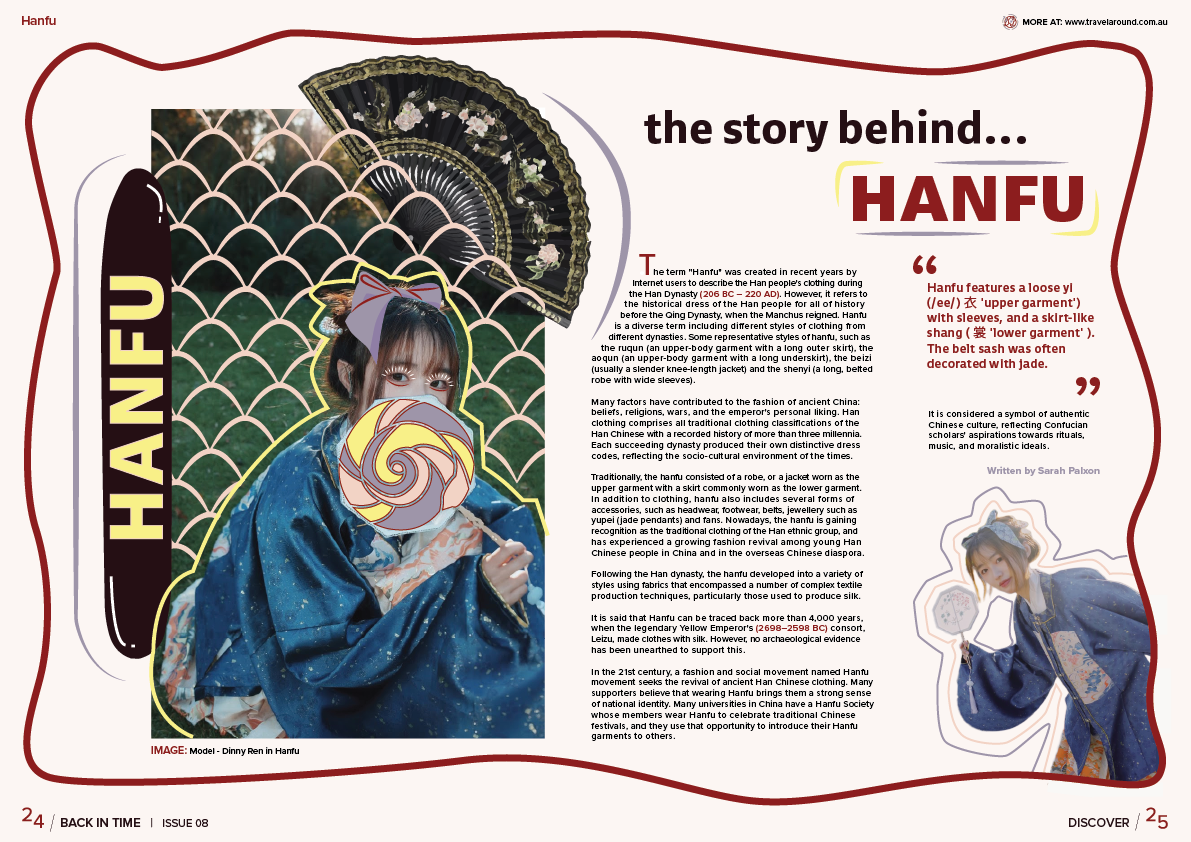 Hanfu
MORE AT: www.travelaround.com.au
HANFU
IMAGE: Model - Dinny Ren in Hanfu
the story behind...
HANFU
The term "Hanfu" was created in recent years by
Internet users to describe the Han people's clothing during
the Han Dynasty (206 BC – 220 AD). However, it refers to
the historical dress of the Han people for all of history
before the Qing Dynasty, when the Manchus reigned. Hanfu
is a diverse term including different styles of clothing from
different dynasties. Some representative styles of hanfu, such as
the ruqun (an upper-body garment with a long outer skirt), the
aoqun (an upper-body garment with a long underskirt), the beizi
(usually a slender knee-length jacket) and the shenyi (a long, belted
robe with wide sleeves).
Many factors have contributed to the fashion of ancient China:
beliefs, religions, wars, and the emperor's personal liking. Han
clothing comprises all traditional clothing classifications of the
Han Chinese with a recorded history of more than three millennia.
Each succeeding dynasty produced their own distinctive dress
codes, reflecting the socio-cultural environment of the times.
Traditionally, the hanfu consisted of a robe, or a jacket worn as the
upper garment with a skirt commonly worn as the lower garment.
In addition to clothing, hanfu also includes several forms of
accessories, such as headwear, footwear, belts, jewellery such as
yupei (jade pendants) and fans. Nowadays, the hanfu is gaining
recognition as the traditional clothing of the Han ethnic group, and
has experienced a growing fashion revival among young Han
Chinese people in China and in the overseas Chinese diaspora.
Following the Han dynasty, the hanfu developed into a variety of
styles using fabrics that encompassed a number of complex textile
production techniques, particularly those used to produce silk.
It is said that Hanfu can be traced back more than 4,000 years,
when the legendary Yellow Emperor's (2698–2598 BC) consort,
Leizu, made clothes with silk. However, no archaeological evidence
has been unearthed to support this.
In the 21st century, a fashion and social movement named Hanfu
movement seeks the revival of ancient Han Chinese clothing. Many
supporters believe that wearing Hanfu brings them a strong sense
of national identity. Many universities in China have a Hanfu Society
whose members wear Hanfu to celebrate traditional Chinese
festivals, and they use that opportunity to introduce their Hanfu
garments to others.
“
Hanfu features a loose yi
(/ee/) 衣 'upper garment')
with sleeves, and a skirt-like
shang ( 裳 'lower garment' ).
The belt sash was often
decorated with jade.
”
It is considered a symbol of authentic
Chinese culture, reflecting Confucian
scholars' aspirations towards rituals,
music, and moralistic ideals.
Written by Sarah Palxon
24 / BACK IN TIME | ISSUE 08
DISCOVER / 25